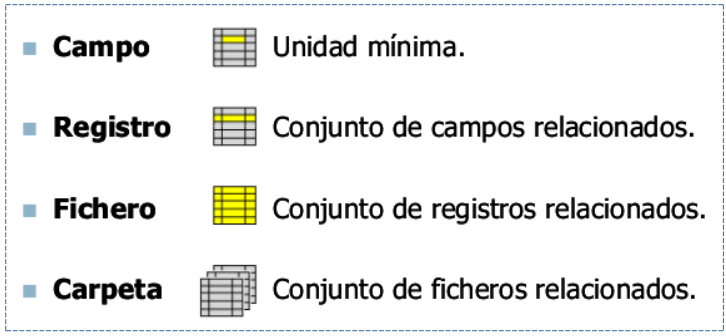 Campo Unidad mínima.
Registro Conjunto de campos relacionados.
Fichero Conjunto de registros relacionados.
Carpeta Conjunto de ficheros relacionados.